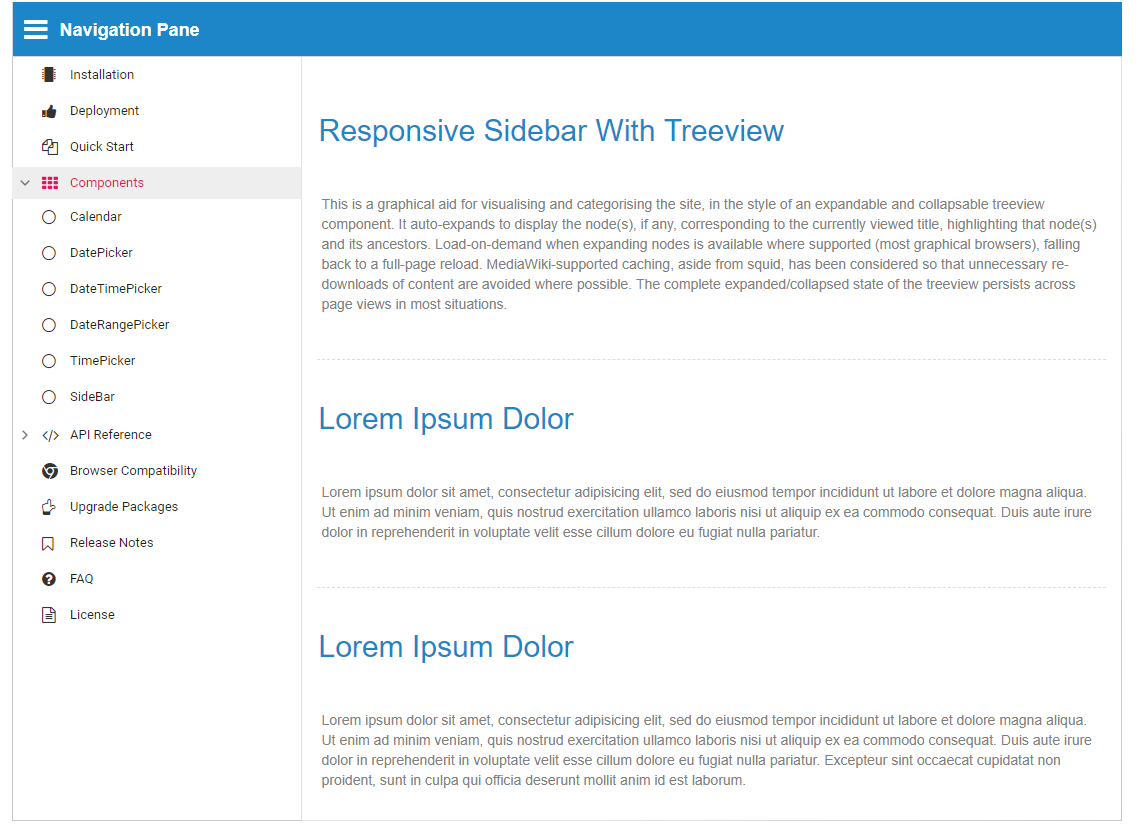 Navigation Pane
Installation
Deployment
Quick Start
Components
Calendar
DatePicker
DateTimePicker
DateRangePicker
TimePicker
SideBar
API Reference
Browser Compatibility
Upgrade Packages
Release Notes
FAQ
License
Responsive Sidebar With Treeview
This is a graphical aid for visualising and categorising the site, in the style of an expandable and collapsable treeview
component. It auto-expands to display the node(s), if any, corresponding to the currently viewed title, highlighting that node(s)
and its ancestors. Load-on-demand when expanding nodes is available where supported (most graphical browsers), falling
back to a full-page reload. MediaWiki-supported caching, aside from squid, has been considered so that unnecessary re-
downloads of content are avoided where possible. The complete expanded/collapsed state of the treeview persists across
page views in most situations.
Lorem Ipsum Dolor
Lorem ipsum dolor sit amet, consectetur adipisicing elit, sed do eiusmod tempor incididunt ut labore et dolore magna aliqua.
Ut enim ad minim veniam, quis nostrud exercitation ullamco laboris nisi ut aliquip ex ea commodo consequat. Duis aute irure
dolor in reprehenderit in voluptate velit esse cillum dolore eu fugiat nulla pariatur.
Lorem Ipsum Dolor
Lorem ipsum dolor sit amet, consectetur adipisicing elit, sed do eiusmod tempor incididunt ut labore et dolore magna aliqua.
Ut enim ad minim veniam, quis nostrud exercitation ullamco laboris nisi ut aliquip ex ea commodo consequat. Duis aute irure
dolor in reprehenderit in voluptate velit esse cillum dolore eu fugiat nulla pariatur. Excepteur sint occaecat cupidatat non
proident, sunt in culpa qui officia deserunt mollit anim id est laborum.